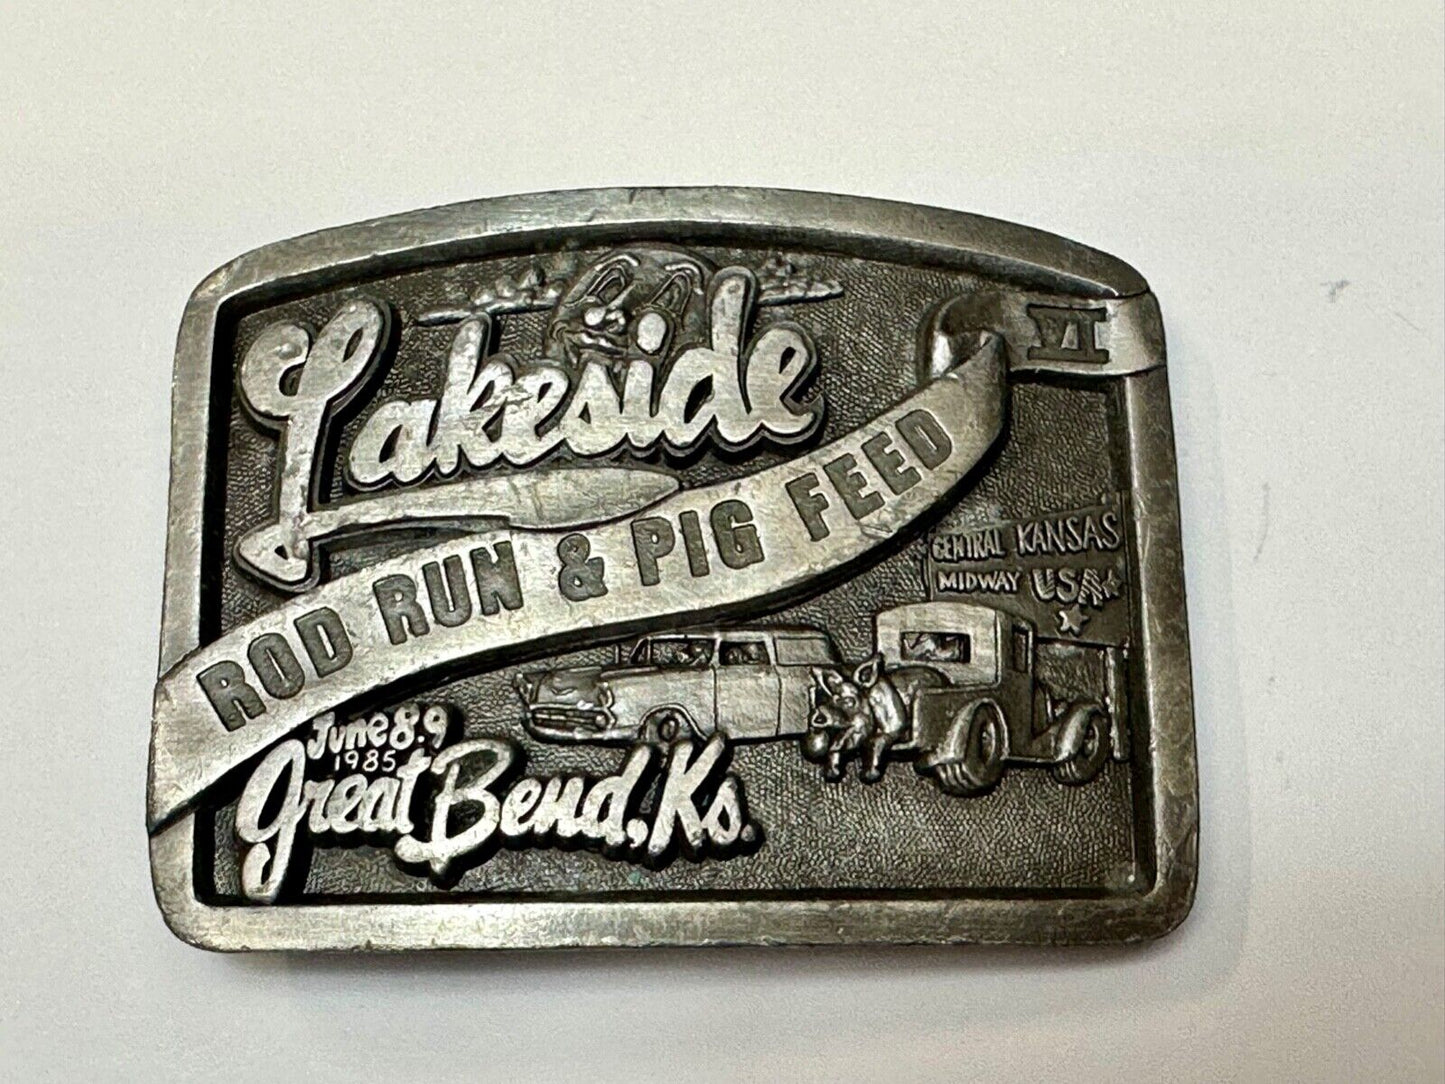 Lakeside
VI
ROD RUN & PIG FEED
CENTRAL KANSAS
MIDWAY USA
June 8.9
1985
Great Bend, Ks.